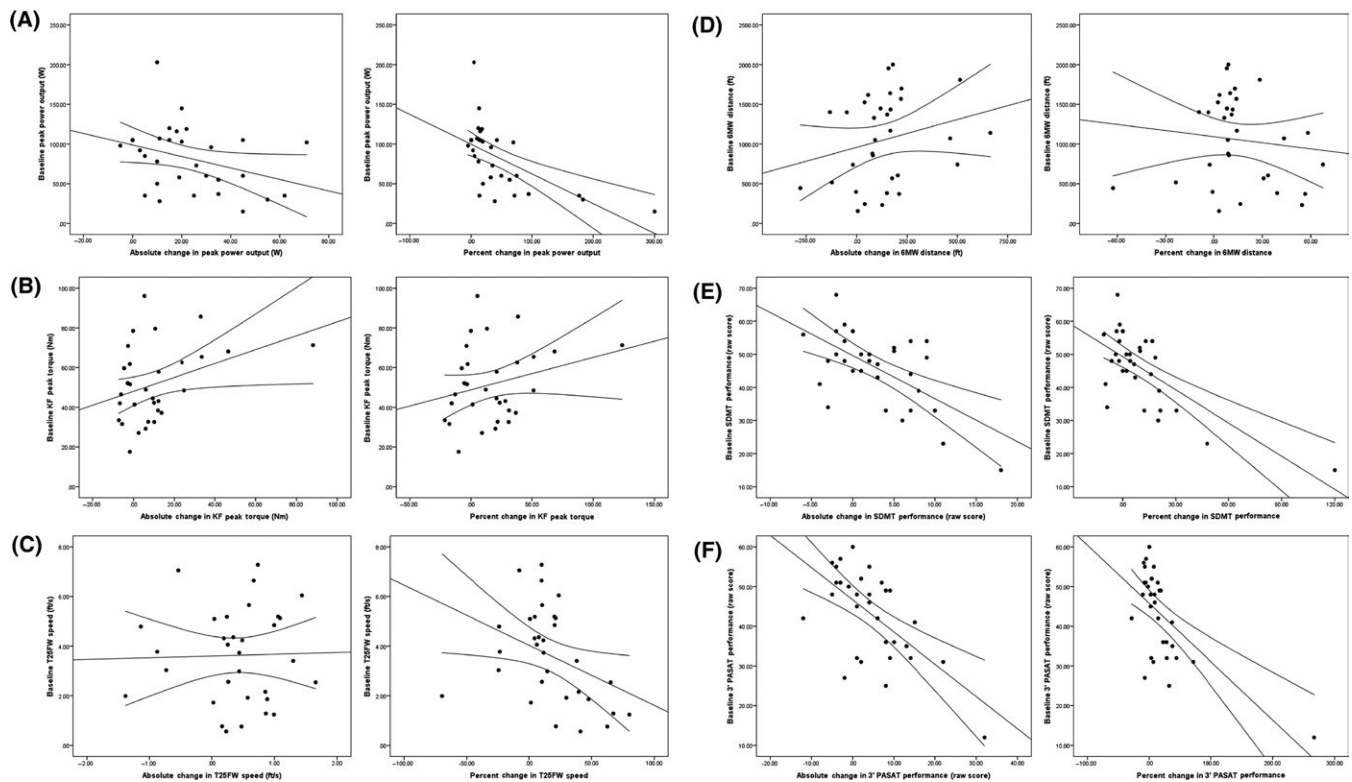 (A)
Baseline peak power output (W)
250.00
200.00
150.00
100.00
50.00
.00
-20.00 .00 20.00 40.00 60.00 80.00
Absolute change in peak power output (W)
Baseline peak power output (W)
250.00
200.00
150.00
100.00
50.00
.00
-100.00 .00 100.00 200.00 300.00
Percent change in peak power output
(B)
Baseline KF peak torque (Nm)
100.00
80.00
60.00
40.00
20.00
.00
-20.00 .00 20.00 40.00 60.00 80.00 100.00
Absolute change in KF peak torque (Nm)
Baseline KF peak torque (Nm)
100.00
80.00
60.00
40.00
20.00
.00
-50.00 .00 50.00 100.00 150.00
Percent change in KF peak torque
(C)
Baseline T25FW speed (ft/s)
8.00
6.00
4.00
2.00
.00
-2.00 -1.00 .00 1.00 2.00
Absolute change in T25FW speed (ft/s)
Baseline T25FW speed (ft/s)
8.00
6.00
4.00
2.00
.00
-100.00 -50.00 .00 50.00 100.00
Percent change in T25FW speed
(D)
Baseline 6MW distance (ft)
2500.00
2000.00
1500.00
1000.00
500.00
.00
-250.00 .00 250.00 500.00 750.00
Absolute change in 6MW distance (ft)
Baseline 6MW distance (ft)
2500.00
2000.00
1500.00
1000.00
500.00
.00
-60.00 -30.00 .00 30.00 60.00
Percent change in 6MW distance
(E)
Baseline SDMT performance (raw score)
70.00
60.00
50.00
40.00
30.00
20.00
10.00
-10.00 .00 10.00 20.00
Absolute change in SDMT performance (raw score)
Baseline SDMT performance (raw score)
70.00
60.00
50.00
40.00
30.00
20.00
10.00
.00 30.00 60.00 90.00 120.00
Percent change in SDMT performance
(F)
Baseline 3' PASAT performance (raw score)
60.00
50.00
40.00
30.00
20.00
10.00
-20.00 .00 20.00 40.00
Absolute change in 3' PASAT performance (raw score)
Baseline 3' PASAT performance (raw score)
60.00
50.00
40.00
30.00
20.00
10.00
-100.00 .00 100.00 200.00 300.00
Percent change in 3' PASAT performance